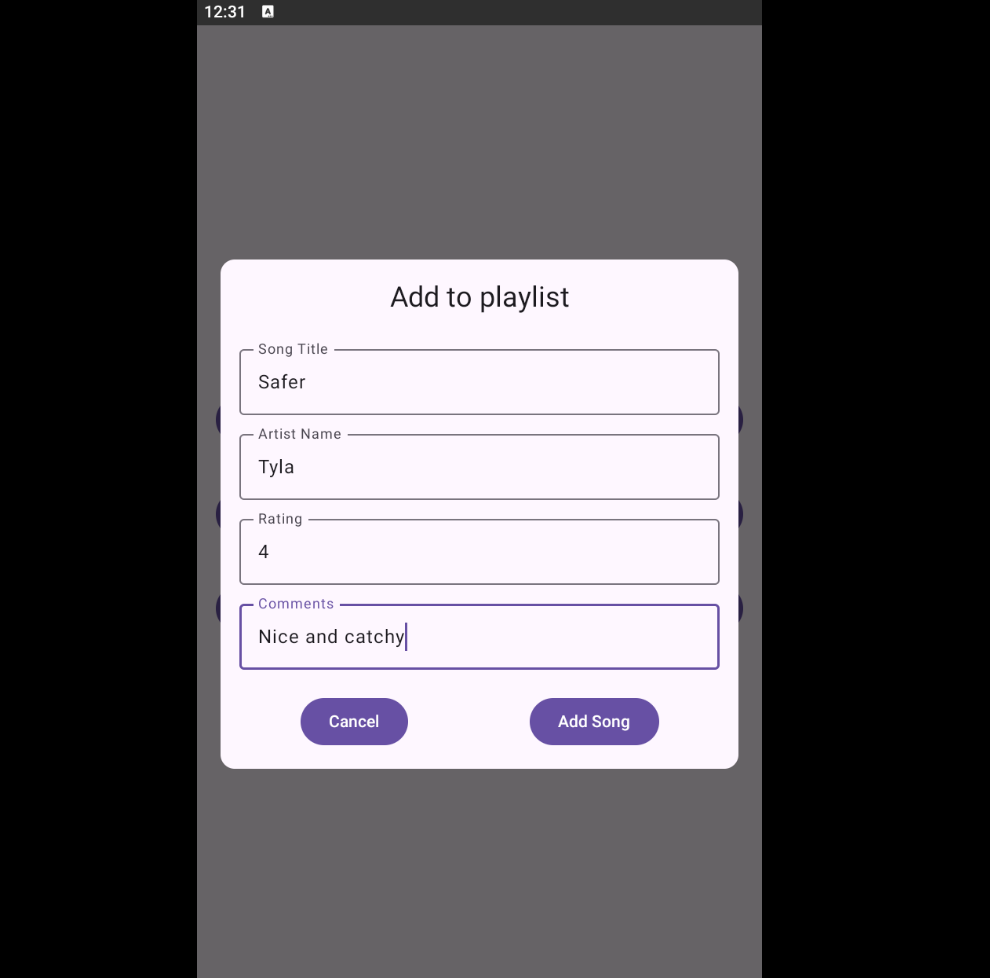 12:31
A
Add to playlist
Song Title
Safer
Artist Name
Tyla
Rating
4
Comments
Nice and catchy
Cancel
Add Song